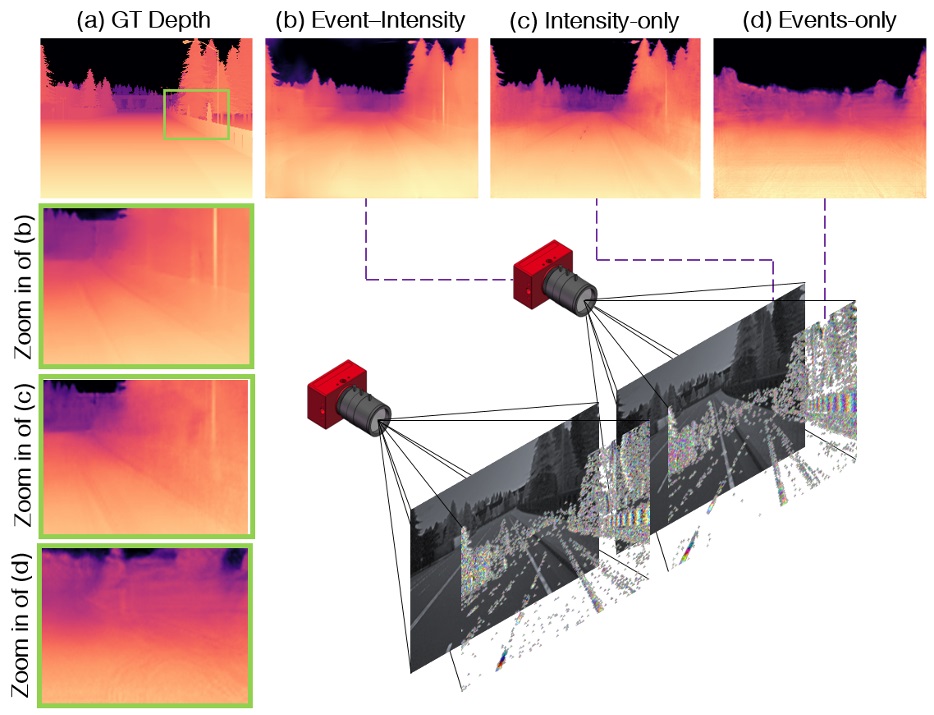 (a) GT Depth
(b) Event–Intensity
(c) Intensity-only
(d) Events-only
Zoom in of (b)
Zoom in of (c)
Zoom in of (d)